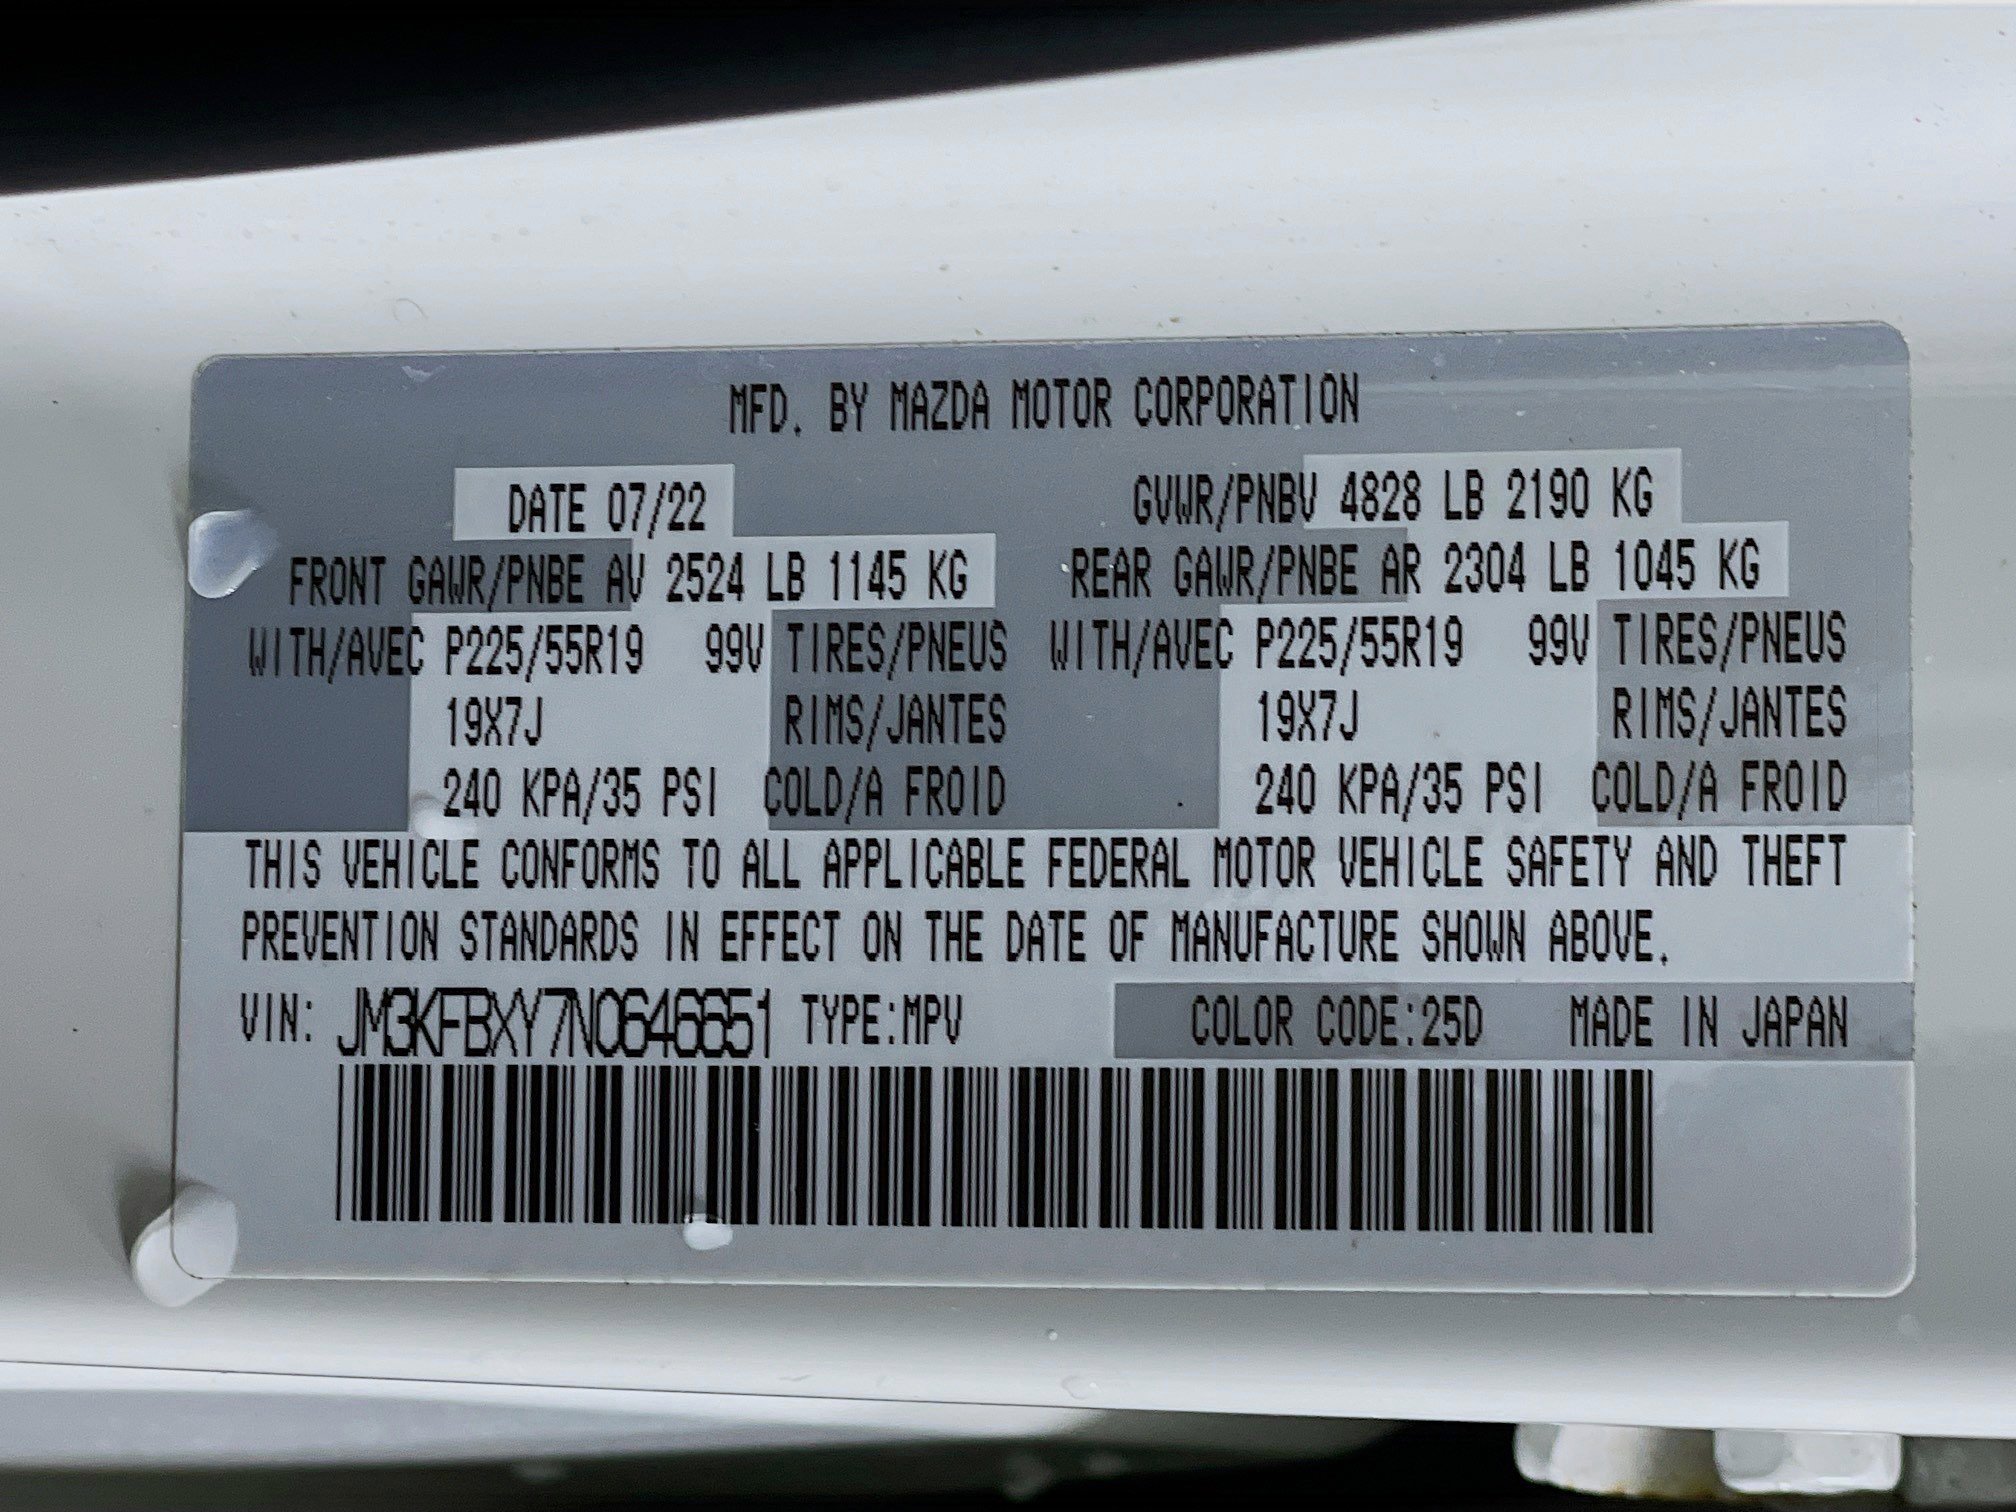 MFD. BY MAZDA MOTOR CORPORATION
DATE 07/22 GVWR/PNBV 4828 LB 2190 KG
FRONT GAWR/PNBE AV 2524 LB 1145 KG REAR GAWR/PNBE AR 2304 LB 1045 KG
WITH/AVEC P225/55R19 99V TIRES/PNEUS WITH/AVEC P225/55R19 99V TIRES/PNEUS
19X7J RIMS/JANTES 19X7J RIMS/JANTES
240 KPA/35 PSI COLD/A FROID 240 KPA/35 PSI COLD/A FROID
THIS VEHICLE CONFORMS TO ALL APPLICABLE FEDERAL MOTOR VEHICLE SAFETY AND THEFT
PREVENTION STANDARDS IN EFFECT ON THE DATE OF MANUFACTURE SHOWN ABOVE.
VIN: JM3KFBXY7N0646651 TYPE:MPV COLOR CODE:25D MADE IN JAPAN